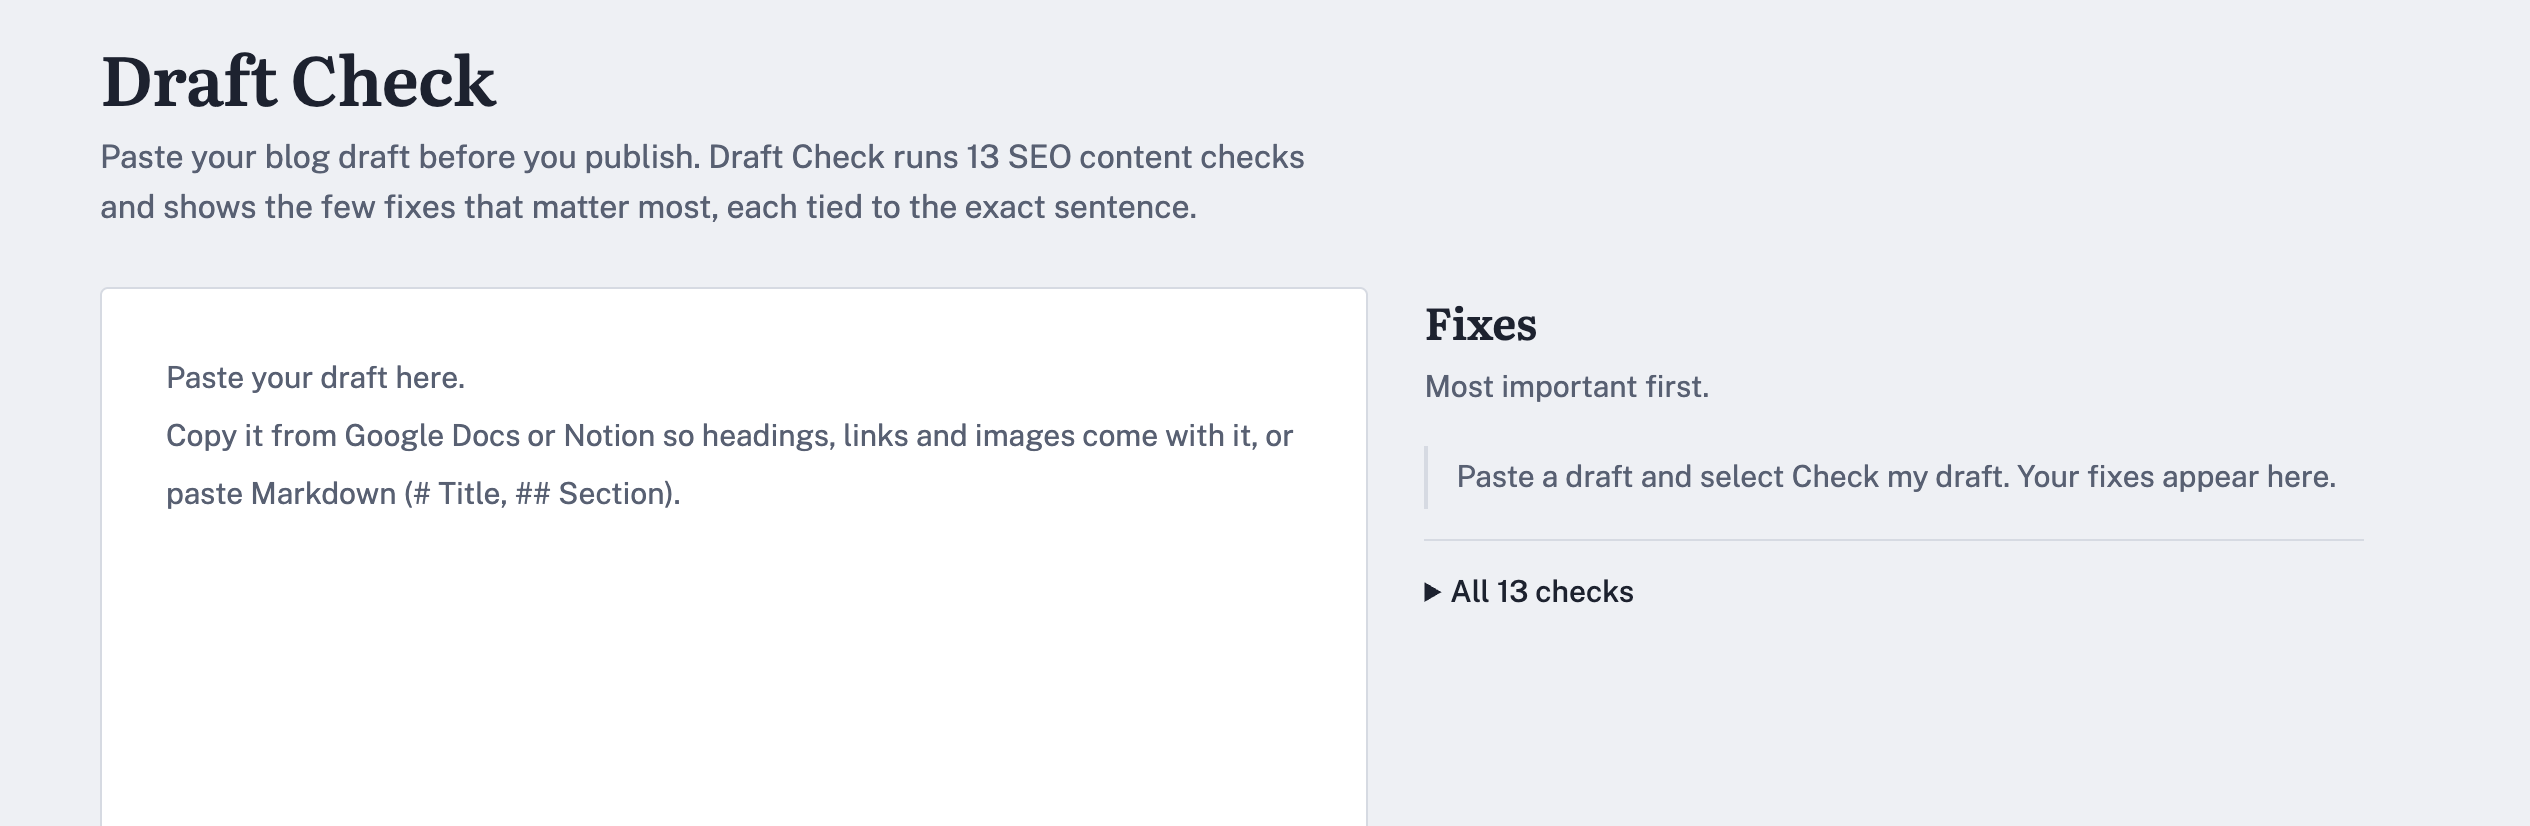 Draft Check
Paste your blog draft before you publish. Draft Check runs 13 SEO content checks
and shows the few fixes that matter most, each tied to the exact sentence.
Paste your draft here.
Copy it from Google Docs or Notion so headings, links and images come with it, or
paste Markdown (# Title, ## Section).
Fixes
Most important first.
Paste a draft and select Check my draft. Your fixes appear here.
All 13 checks